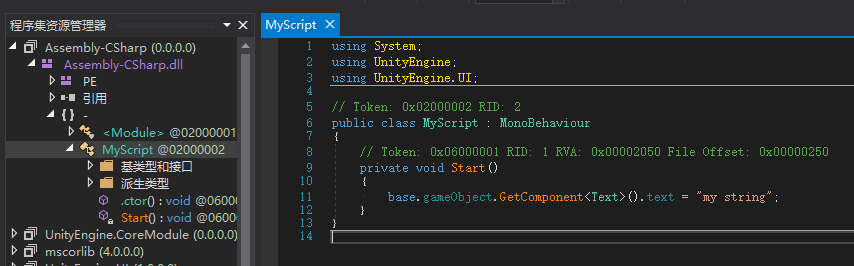 程序集资源管理器
Assembly-CSharp (0.0.0.0)
Assembly-CSharp.dll
PE
引用
{ } -
<Module> @02000001
MyScript @02000002
基类型和接口
派生类型
.ctor() : void @0600
Start() : void @0600
UnityEngine.CoreModule (0.0.0.0)
mscorlib (4.0.0.0)
MyScript
1 using System;
2 using UnityEngine;
3 using UnityEngine.UI;
4
5 // Token: 0x02000002 RID: 2
6 public class MyScript : MonoBehaviour
7 {
8 // Token: 0x06000001 RID: 1 RVA: 0x00002050 File Offset: 0x00000250
9 private void Start()
10 {
11 base.gameObject.GetComponent<Text>().text = "my string";
12 }
13 }
14